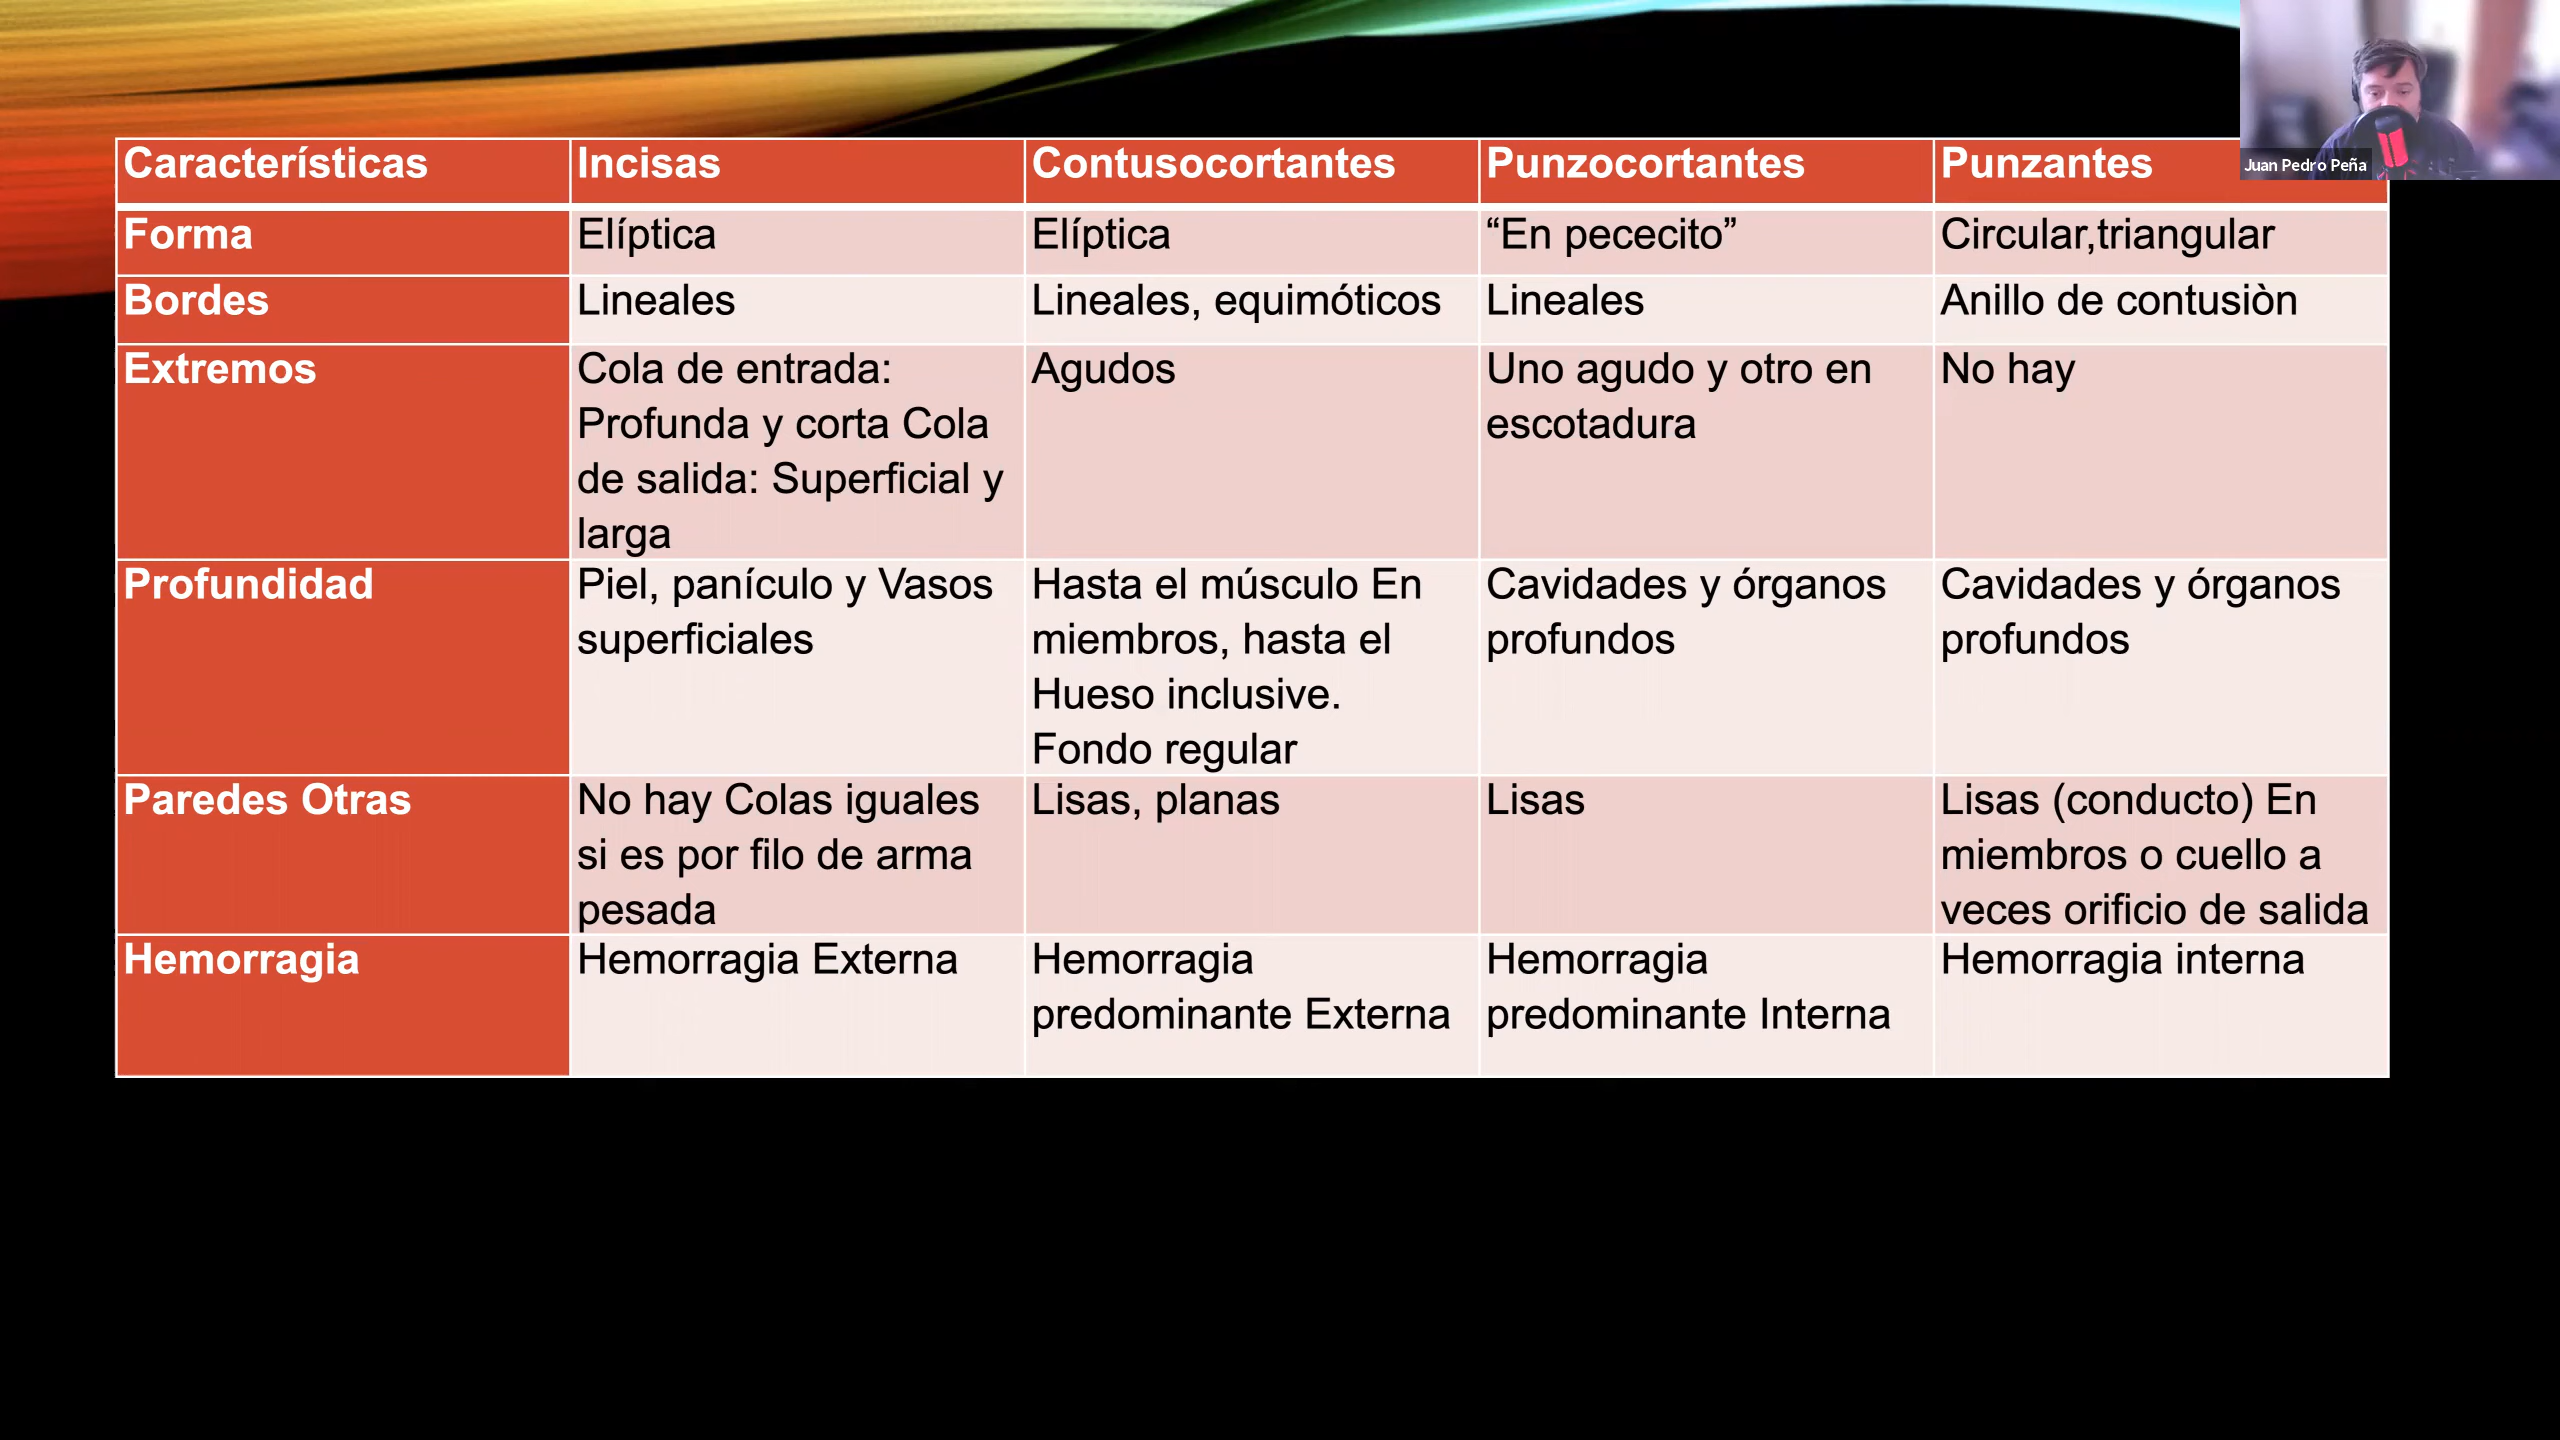 Juan Pedro Peña
Características
Incisas
Contusocortantes
Punzocortantes
Punzantes
Forma
Elíptica
Elíptica
“En pececito”
Circular,triangular
Bordes
Lineales
Lineales, equimóticos
Lineales
Anillo de contusiòn
Extremos
Cola de entrada:
Profunda y corta Cola
de salida: Superficial y
larga
Agudos
Uno agudo y otro en
escotadura
No hay
Profundidad
Piel, panículo y Vasos
superficiales
Hasta el músculo En
miembros, hasta el
Hueso inclusive.
Fondo regular
Cavidades y órganos
profundos
Cavidades y órganos
profundos
Paredes Otras
No hay Colas iguales
si es por filo de arma
pesada
Lisas, planas
Lisas
Lisas (conducto) En
miembros o cuello a
veces orificio de salida
Hemorragia
Hemorragia Externa
Hemorragia
predominante Externa
Hemorragia
predominante Interna
Hemorragia interna